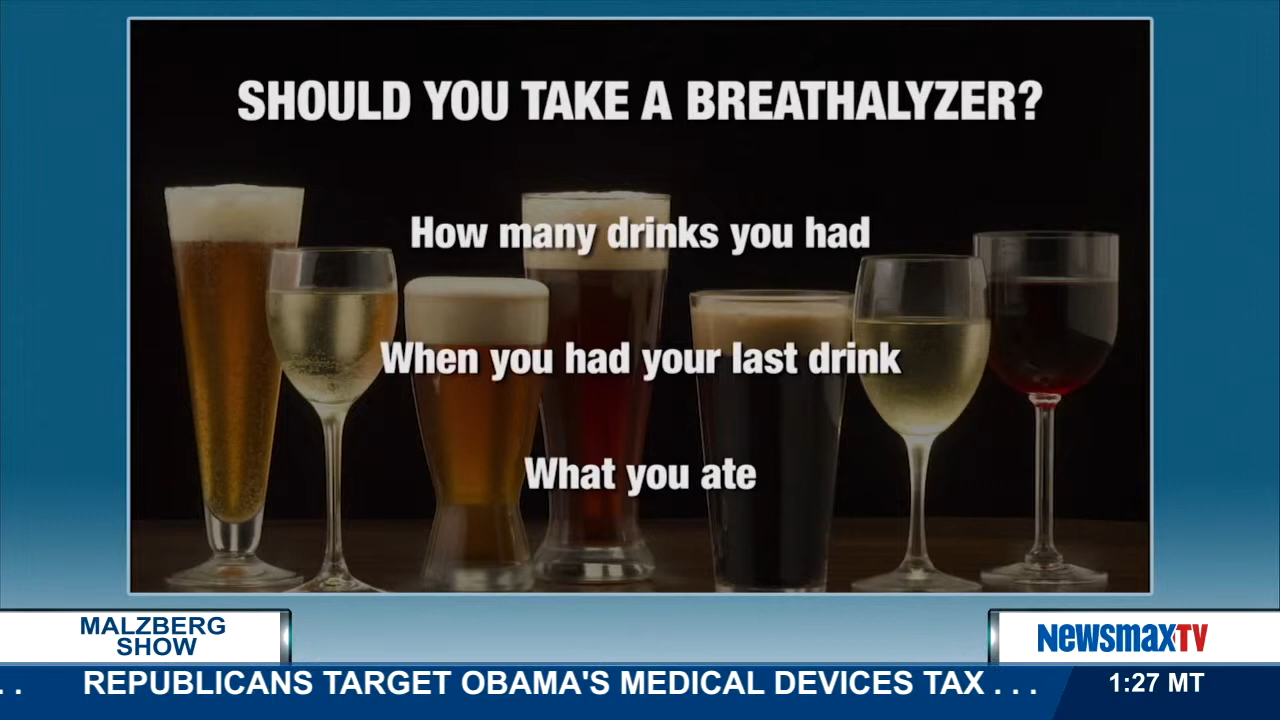 SHOULD YOU TAKE A BREATHALYZER?
How many drinks you had
When you had your last drink
What you ate
MALZBERG
SHOW
NEWSMAXTV
. . REPUBLICANS TARGET OBAMA'S MEDICAL DEVICES TAX . . .
1:27 MT